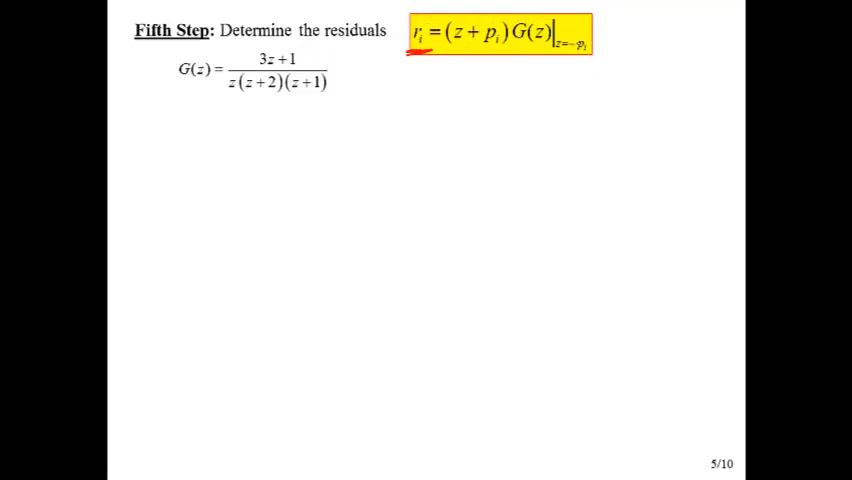 Fifth Step: Determine the residuals r_i = (z + p_i) G(z)|_{z=-p_i}
G(z) = (3z + 1) / (z(z + 2)(z + 1))
5/10